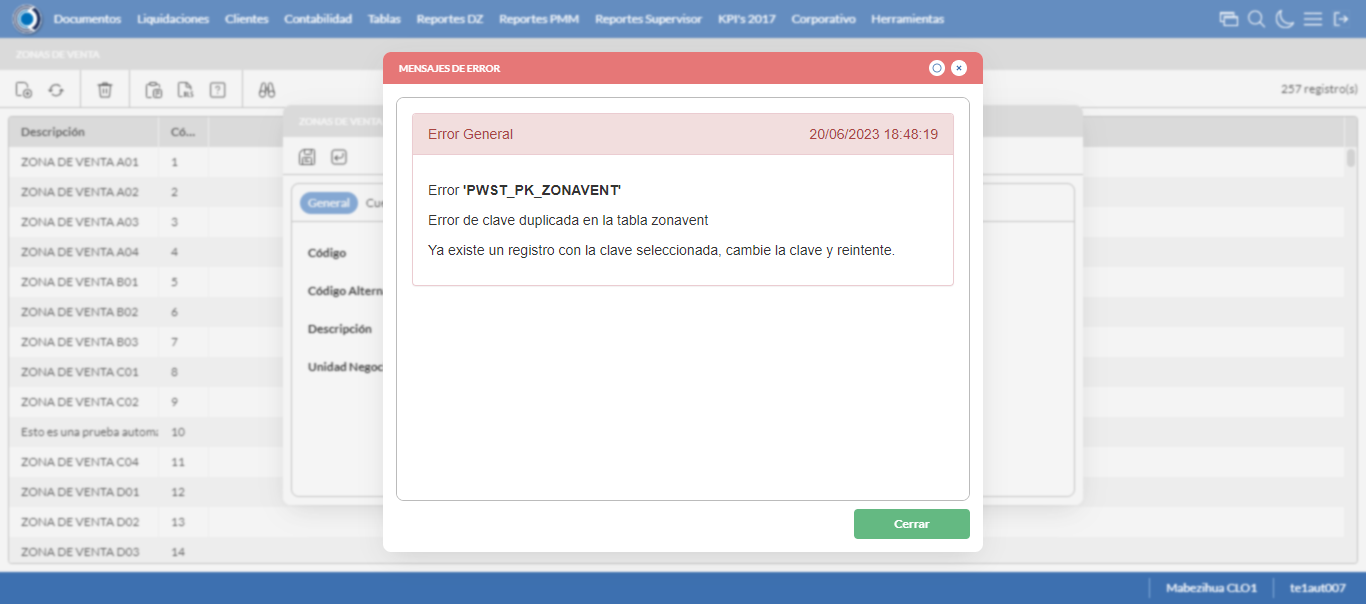 Documentos Liquidaciones Clientes Contabilidad Tablas Reportes DZ Reportes PMM Reportes Supervisor KPI's 2017 Corporativo Herramientas
ZONAS DE VENTA
257 registro(s)
MENSAJES DE ERROR
Error General 20/06/2023 18:48:19
Error 'PWST_PK_ZONAVENT'
Error de clave duplicada en la tabla zonavent
Ya existe un registro con la clave seleccionada, cambie la clave y reintente.
Cerrar
ZONAS DE VENTA
General Cu
Código
Código Altern
Descripción
Unidad Negoc
Descripción Có...
ZONA DE VENTA A01 1
ZONA DE VENTA A02 2
ZONA DE VENTA A03 3
ZONA DE VENTA A04 4
ZONA DE VENTA B01 5
ZONA DE VENTA B02 6
ZONA DE VENTA B03 7
ZONA DE VENTA C01 8
ZONA DE VENTA C02 9
Esto es una prueba automa 10
ZONA DE VENTA C04 11
ZONA DE VENTA D01 12
ZONA DE VENTA D02 13
ZONA DE VENTA D03 14
Mabezihua CLO1 te1aut007